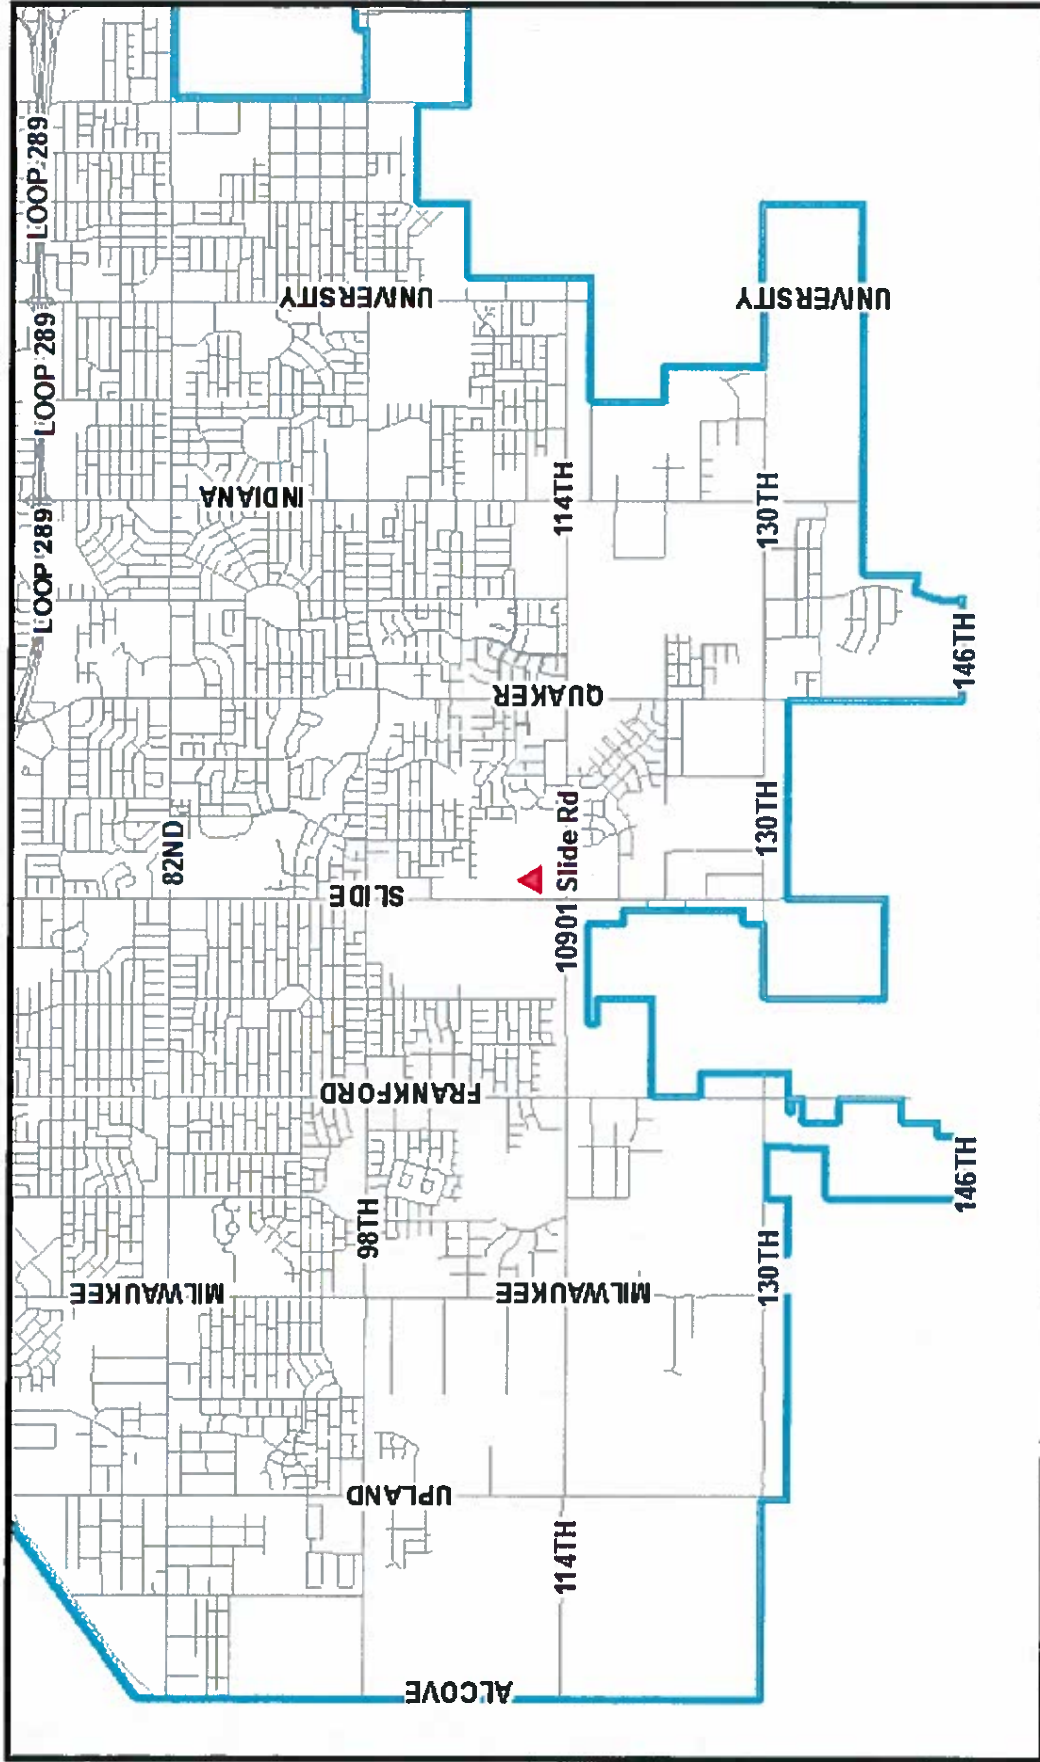 LOOP 289
LOOP 289
LOOP 289
UNIVERSITY
UNIVERSITY
INDIANA
114TH
130TH
146TH
QUAKER
82ND
130TH
SLIDE
10901 Slide Rd
FRANKFORD
98TH
146TH
MILWAUKEE
MILWAUKEE
130TH
UPLAND
114TH
ALCOVE